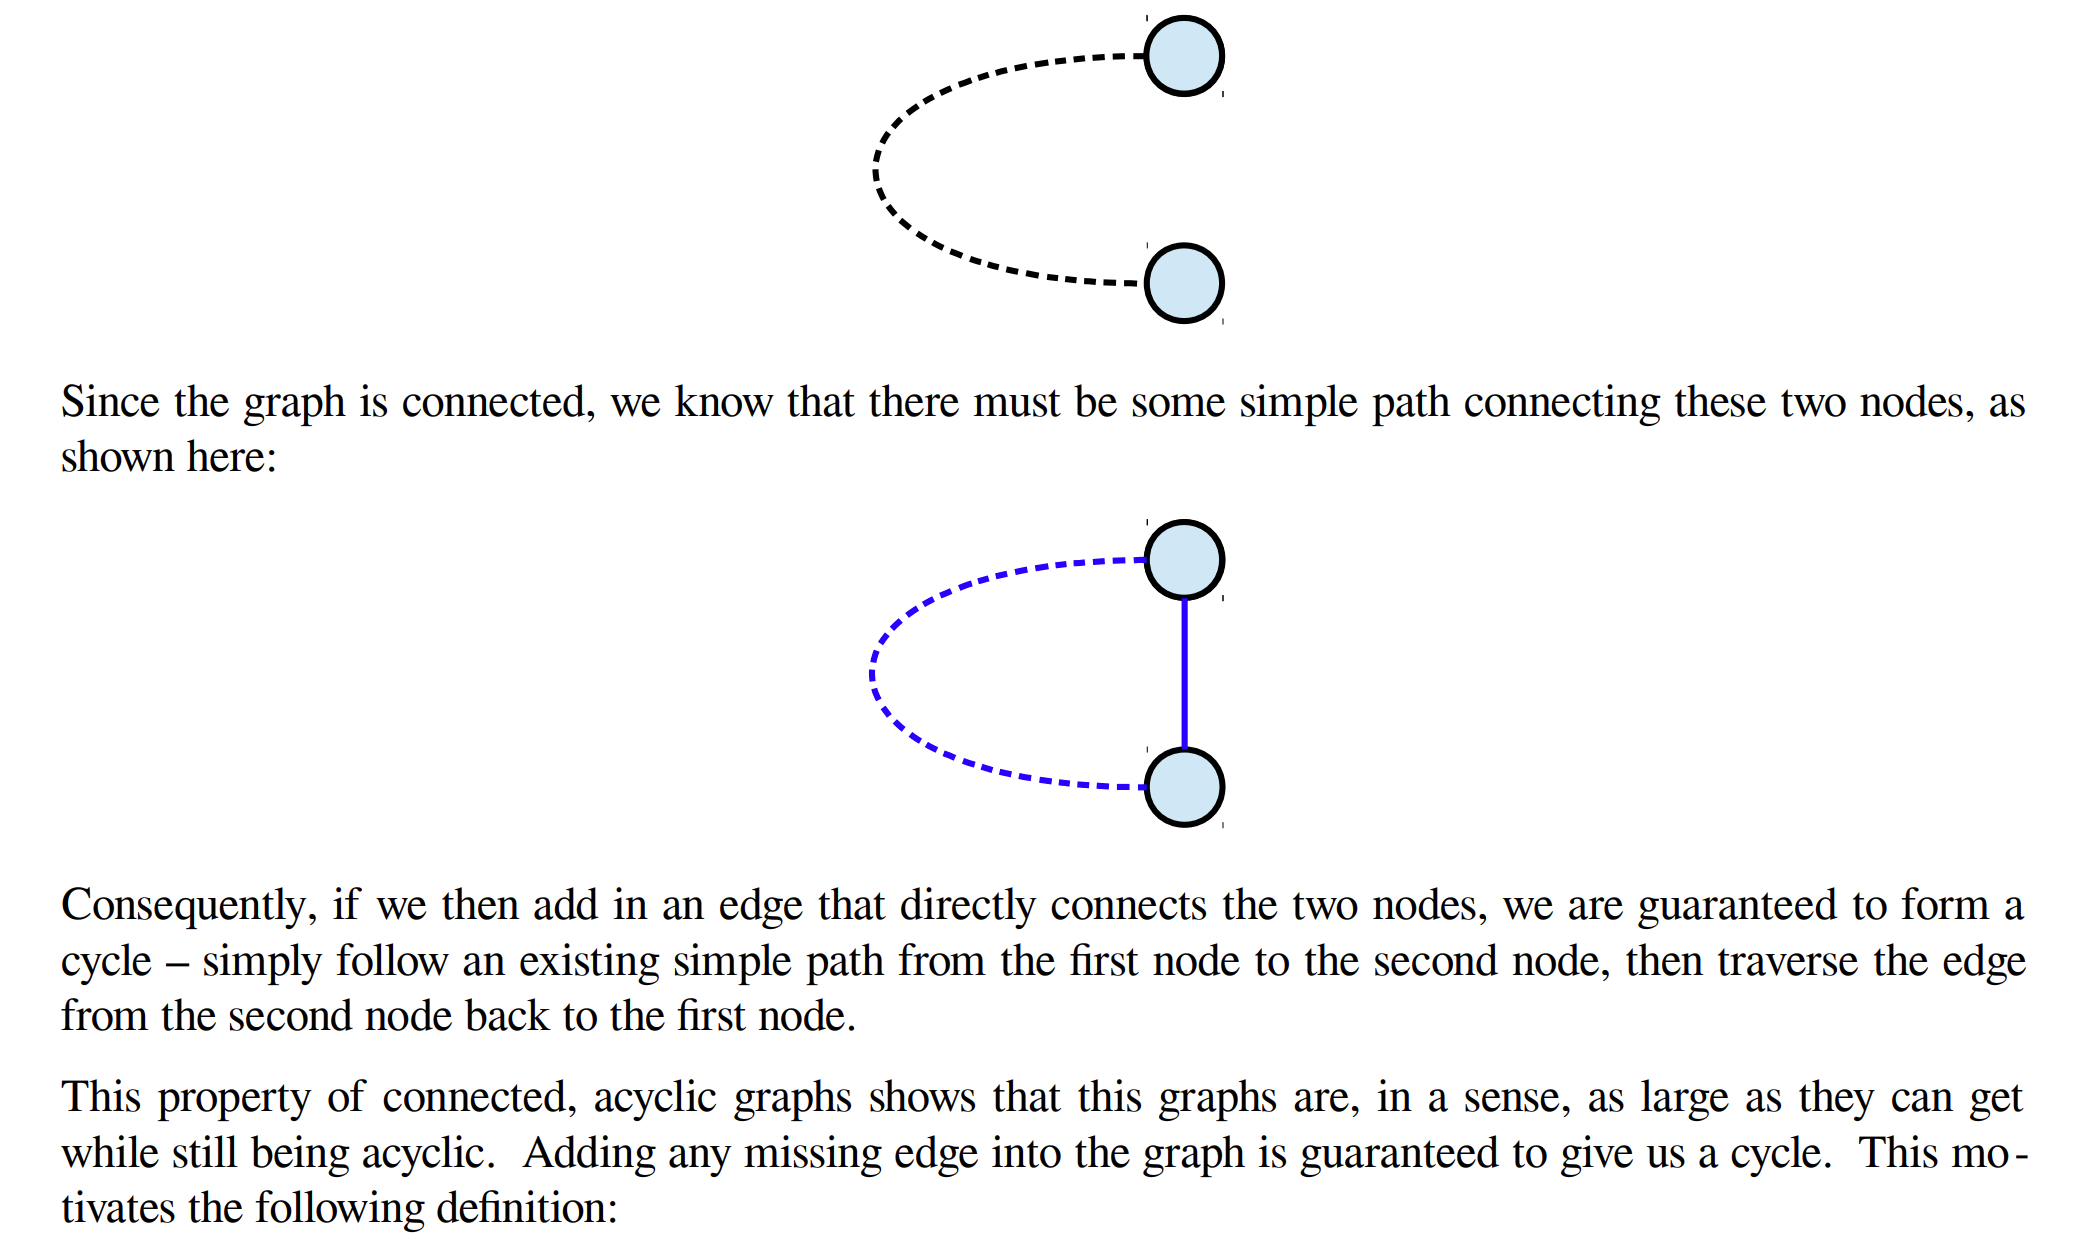 Since the graph is connected, we know that there must be some simple path connecting these two nodes, as
shown here:
Consequently, if we then add in an edge that directly connects the two nodes, we are guaranteed to form a
cycle – simply follow an existing simple path from the first node to the second node, then traverse the edge
from the second node back to the first node.
This property of connected, acyclic graphs shows that this graphs are, in a sense, as large as they can get
while still being acyclic. Adding any missing edge into the graph is guaranteed to give us a cycle. This mo-
tivates the following definition: